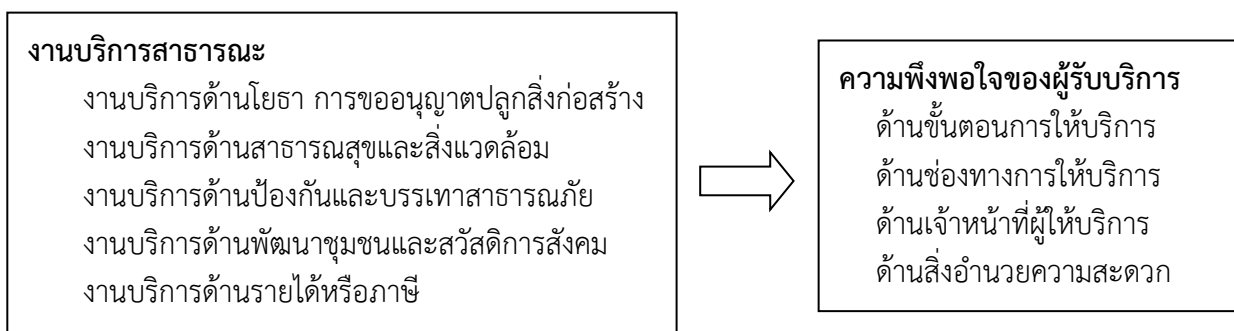 งานบริการสาธารณะ
งานบริการด้านโยธา การขออนุญาตปลูกสิ่งก่อสร้าง
งานบริการด้านสาธารณสุขและสิ่งแวดล้อม
งานบริการด้านป้องกันและบรรเทาสาธารณภัย
งานบริการด้านพัฒนาชุมชนและสวัสดิการสังคม
งานบริการด้านรายได้หรือภาษี
ความพึงพอใจของผู้รับบริการ
ด้านขั้นตอนการให้บริการ
ด้านช่องทางการให้บริการ
ด้านเจ้าหน้าที่ผู้ให้บริการ
ด้านสิ่งอำนวยความสะดวก